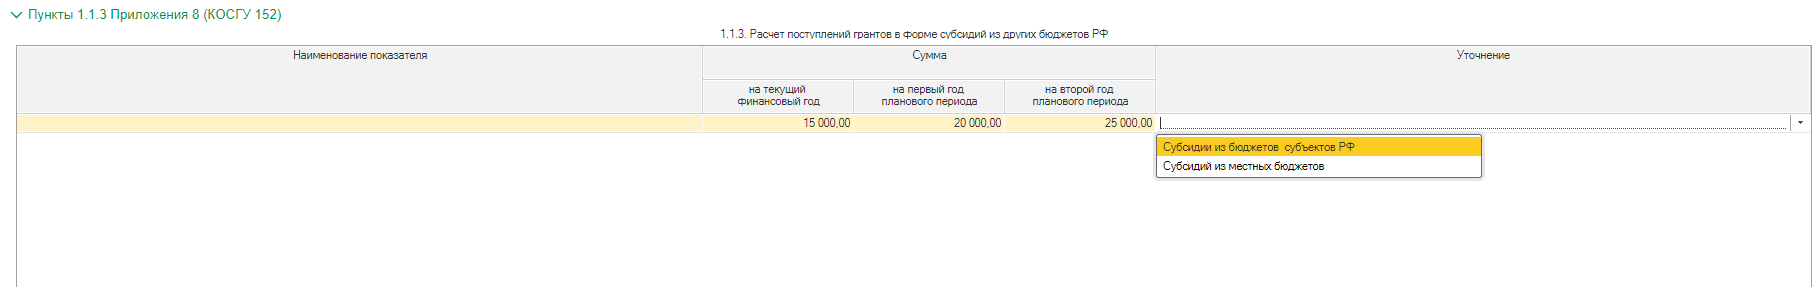 Пункты 1.1.3 Приложения 8 (КОСГУ 152)
1.1.3. Расчет поступлений грантов в форме субсидий из других бюджетов РФ
Наименование показателя
Сумма
Уточнение
на текущий
финансовый год
на первый год
планового периода
на второй год
планового периода
15 000,00
20 000,00
25 000,00
Субсидии из бюджетов  субъектов РФ
Субсидий из местных бюджетов